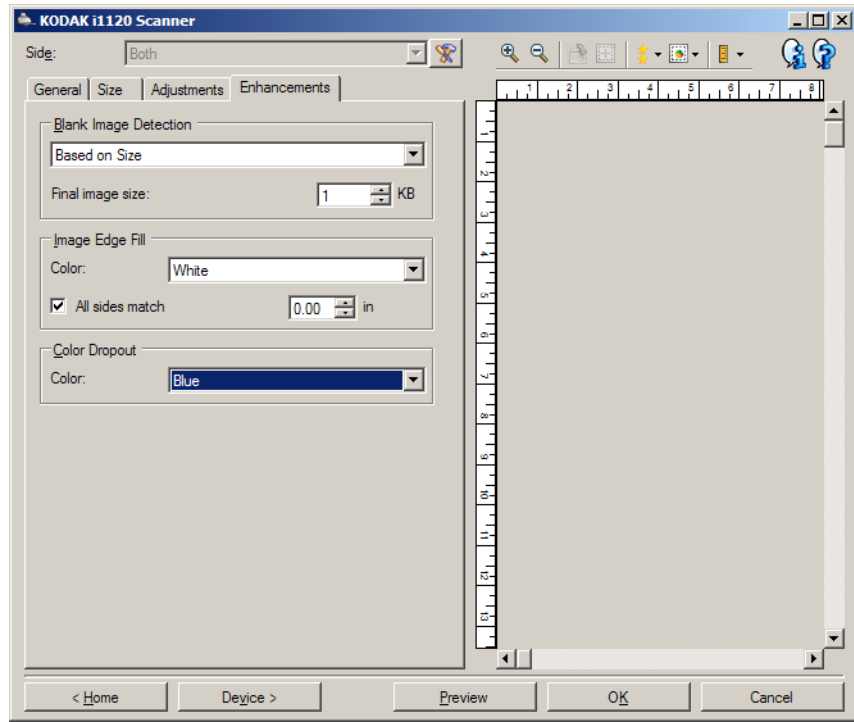 KODAK i1120 Scanner
Side: Both
General Size Adjustments Enhancements
Blank Image Detection
Based on Size
Final image size: 1 KB
Image Edge Fill
Color: White
All sides match 0.00 in
Color Dropout
Color: Blue
1 2 3 4 5 6 7 8
1
2
3
4
5
6
7
8
9
10
11
12
13
< Home Device > Preview OK Cancel